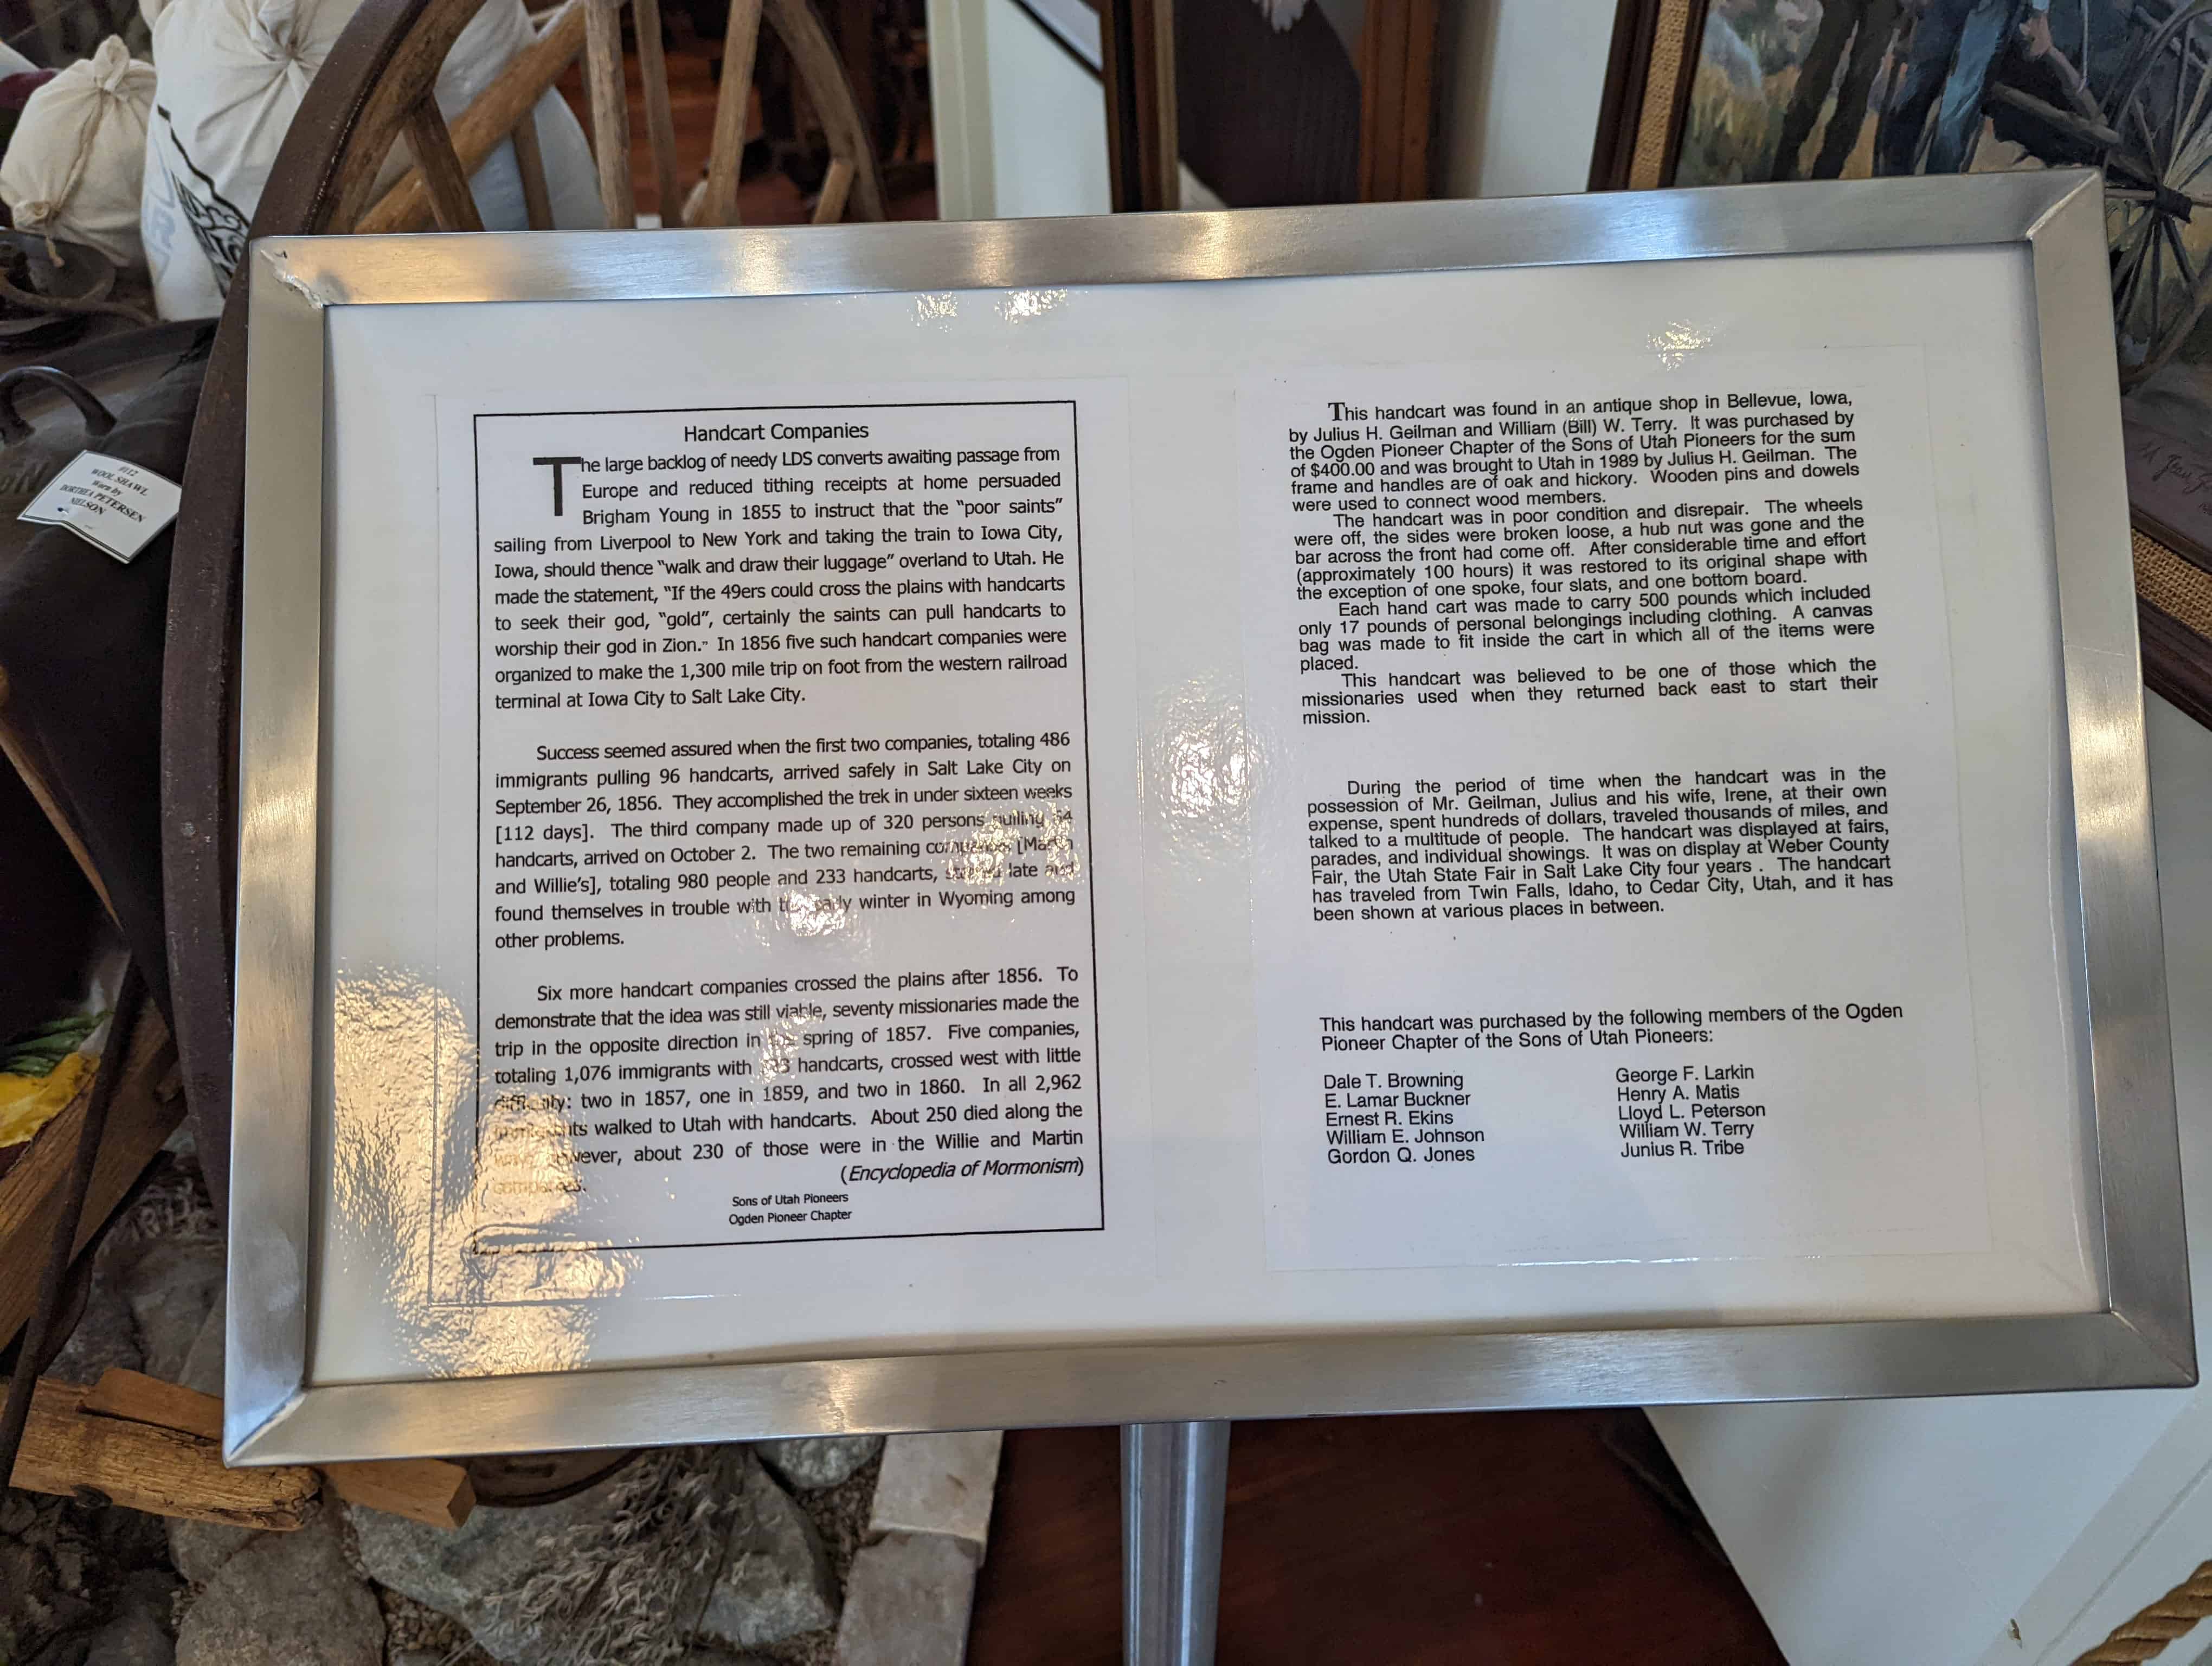 #112
WOOL SHAWL
Worn by
DORTHEA PETERSEN
NIELSON
Handcart Companies
The large backlog of needy LDS converts awaiting passage from
Europe and reduced tithing receipts at home persuaded
Brigham Young in 1855 to instruct that the “poor saints”
sailing from Liverpool to New York and taking the train to Iowa City,
Iowa, should thence “walk and draw their luggage” overland to Utah. He
made the statement, “If the 49ers could cross the plains with handcarts
to seek their god, “gold”, certainly the saints can pull handcarts to
worship their god in Zion.” In 1856 five such handcart companies were
organized to make the 1,300 mile trip on foot from the western railroad
terminal at Iowa City to Salt Lake City.
Success seemed assured when the first two companies, totaling 486
immigrants pulling 96 handcarts, arrived safely in Salt Lake City on
September 26, 1856. They accomplished the trek in under sixteen weeks
[112 days]. The third company made up of 320 persons pulling 64
handcarts, arrived on October 2. The two remaining companies [Martin
and Willie’s], totaling 980 people and 233 handcarts, started late and
found themselves in trouble with the early winter in Wyoming among
other problems.
Six more handcart companies crossed the plains after 1856. To
demonstrate that the idea was still viable, seventy missionaries made the
trip in the opposite direction in the spring of 1857. Five companies,
totaling 1,076 immigrants with handcarts, crossed west with little
difficulty: two in 1857, one in 1859, and two in 1860. In all 2,962
immigrants walked to Utah with handcarts. About 250 died along the
way, however, about 230 of those were in the Willie and Martin
companies. (Encyclopedia of Mormonism)
Sons of Utah Pioneers
Ogden Pioneer Chapter
This handcart was found in an antique shop in Bellevue, Iowa,
by Julius H. Geilman and William (Bill) W. Terry. It was purchased by
the Ogden Pioneer Chapter of the Sons of Utah Pioneers for the sum
of $400.00 and was brought to Utah in 1989 by Julius H. Geilman. The
frame and handles are of oak and hickory. Wooden pins and dowels
were used to connect wood members.
The handcart was in poor condition and disrepair. The wheels
were off, the sides were broken loose, a hub nut was gone and the
bar across the front had come off. After considerable time and effort
(approximately 100 hours) it was restored to its original shape with
the exception of one spoke, four slats, and one bottom board.
Each hand cart was made to carry 500 pounds which included
only 17 pounds of personal belongings including clothing. A canvas
bag was made to fit inside the cart in which all of the items were
placed.
This handcart was believed to be one of those which the
missionaries used when they returned back east to start their
mission.
During the period of time when the handcart was in the
possession of Mr. Geilman, Julius and his wife, Irene, at their own
expense, spent hundreds of dollars, traveled thousands of miles, and
talked to a multitude of people. The handcart was displayed at fairs,
parades, and individual showings. It was on display at Weber County
Fair, the Utah State Fair in Salt Lake City four years . The handcart
has traveled from Twin Falls, Idaho, to Cedar City, Utah, and it has
been shown at various places in between.
This handcart was purchased by the following members of the Ogden
Pioneer Chapter of the Sons of Utah Pioneers:
Dale T. Browning
E. Lamar Buckner
Ernest R. Ekins
William E. Johnson
Gordon Q. Jones
George F. Larkin
Henry A. Matis
Lloyd L. Peterson
William W. Terry
Junius R. Tribe